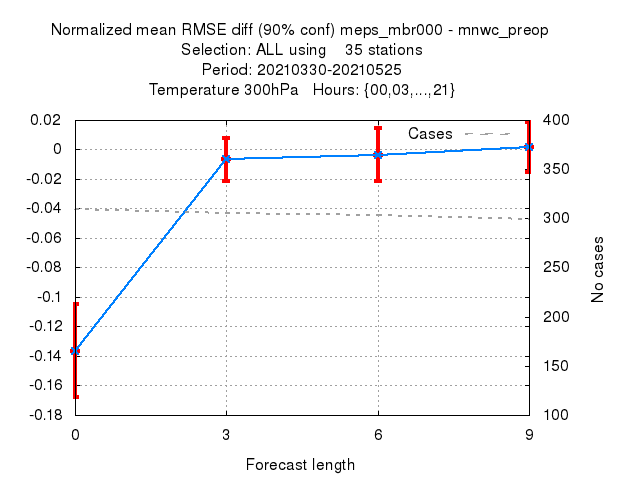 Normalized mean RMSE diff (90% conf) meps_mbr000 - mnwc_preop
Selection: ALL using    35 stations
Period: 20210330-20210525
Temperature 300hPa   Hours: {00,03,...,21}
0.02
0
-0.02
-0.04
-0.06
-0.08
-0.1
-0.12
-0.14
-0.16
-0.18
Cases
400
350
300
250
200
150
100
No cases
0 3 6 9
Forecast length